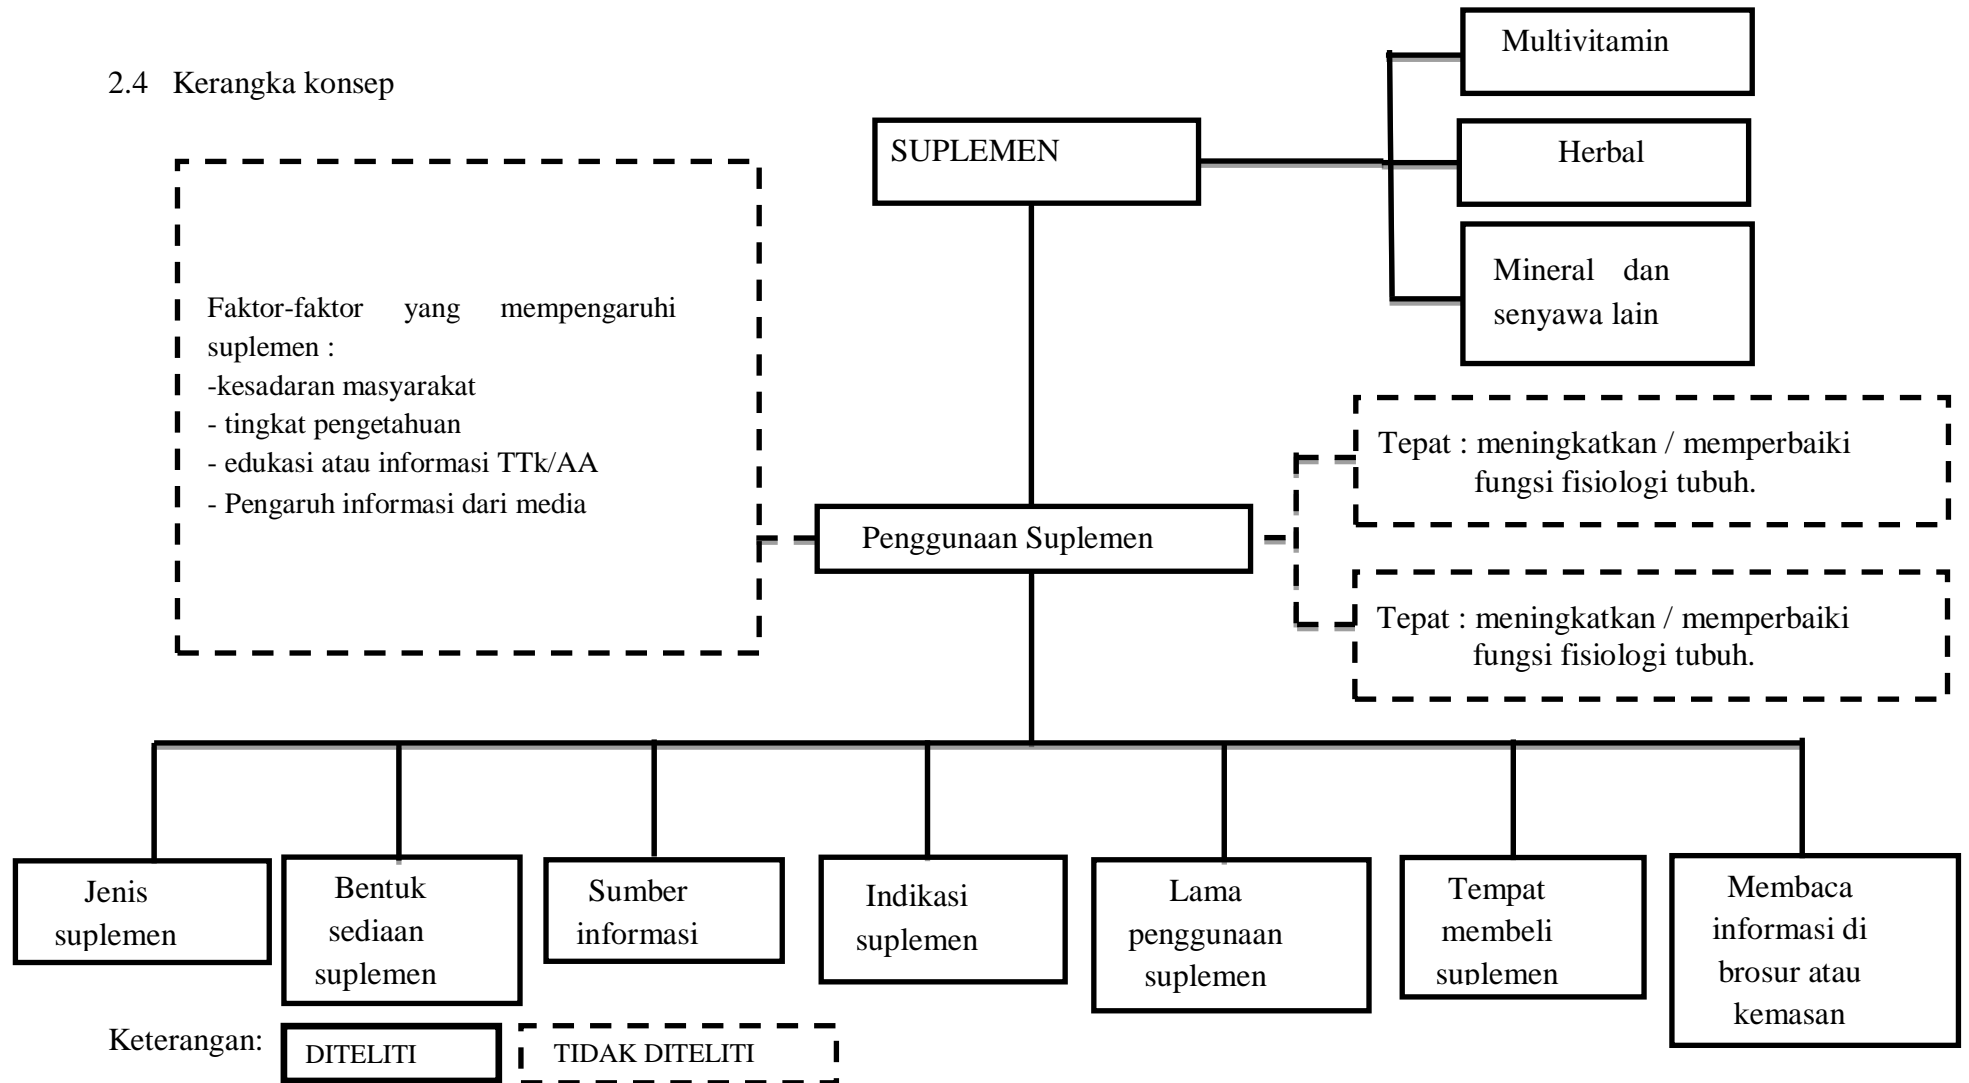 2.4 Kerangka konsep
Multivitamin
SUPLEMEN
Herbal
Mineral dan
senyawa lain
Faktor-faktor yang mempengaruhi
suplemen :
-kesadaran masyarakat
- tingkat pengetahuan
- edukasi atau informasi TTk/AA
- Pengaruh informasi dari media
Penggunaan Suplemen
Tepat : meningkatkan / memperbaiki
fungsi fisiologi tubuh.
Tepat : meningkatkan / memperbaiki
fungsi fisiologi tubuh.
Jenis
suplemen
Bentuk
sediaan
suplemen
Sumber
informasi
Indikasi
suplemen
Lama
penggunaan
suplemen
Tempat
membeli
suplemen
Membaca
informasi di
brosur atau
kemasan
Keterangan:
DITELITI
TIDAK DITELITI